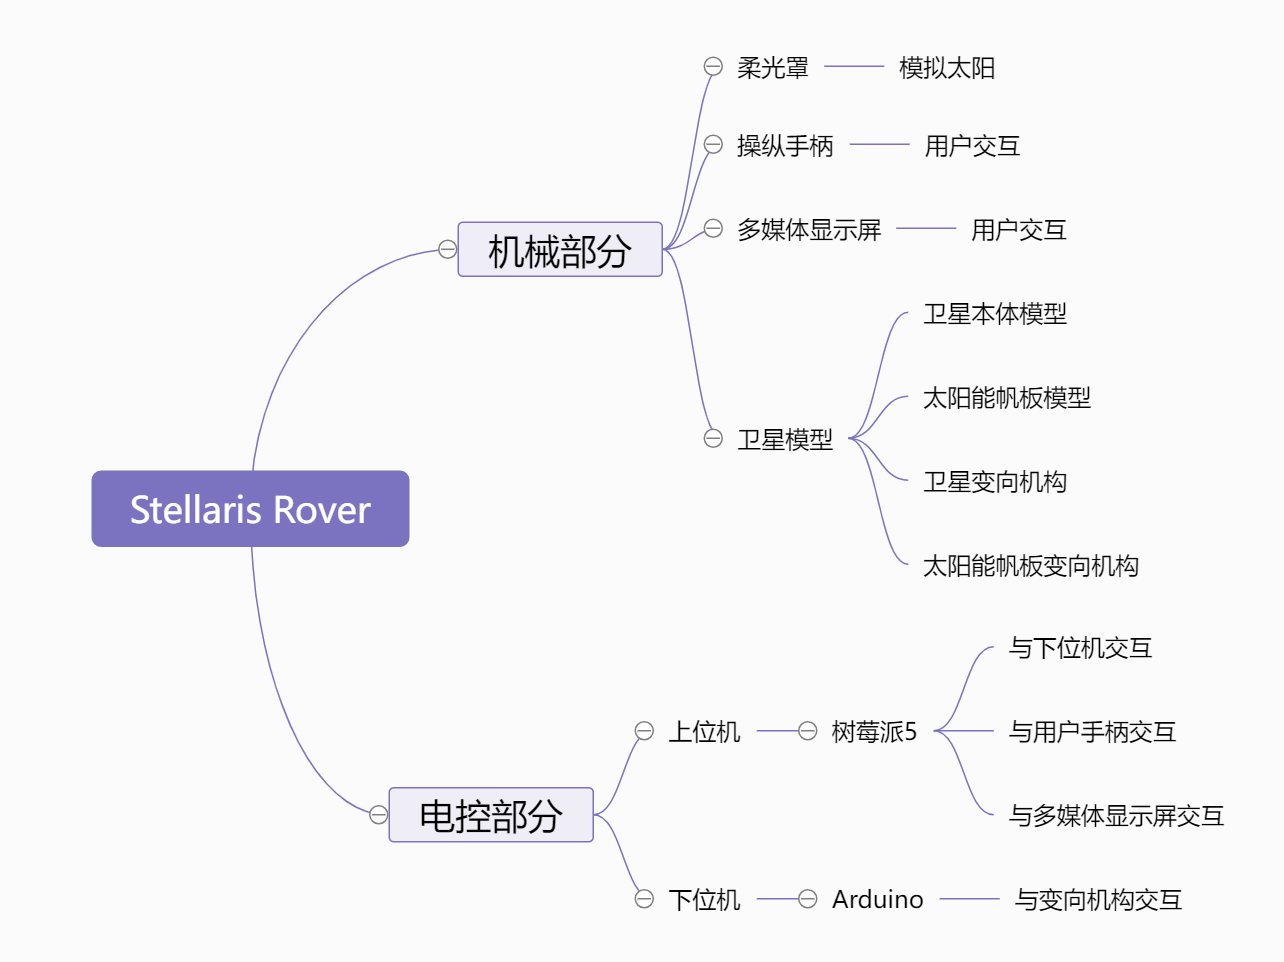 柔光罩
模拟太阳
操纵手柄
用户交互
多媒体显示屏
用户交互
机械部分
卫星本体模型
太阳能帆板模型
卫星模型
卫星变向机构
太阳能帆板变向机构
Stellaris Rover
与下位机交互
上位机
树莓派5
与用户手柄交互
与多媒体显示屏交互
电控部分
下位机
Arduino
与变向机构交互